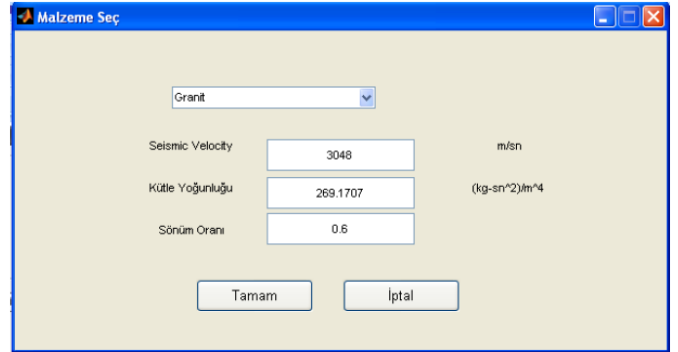 Malzeme Seç
Granit
Seismic Velocity 3048 m/sn
Kütle Yoğunluğu 269.1707 (kg-sn^2)/m^4
Sönüm Oranı 0.6
Tamam İptal